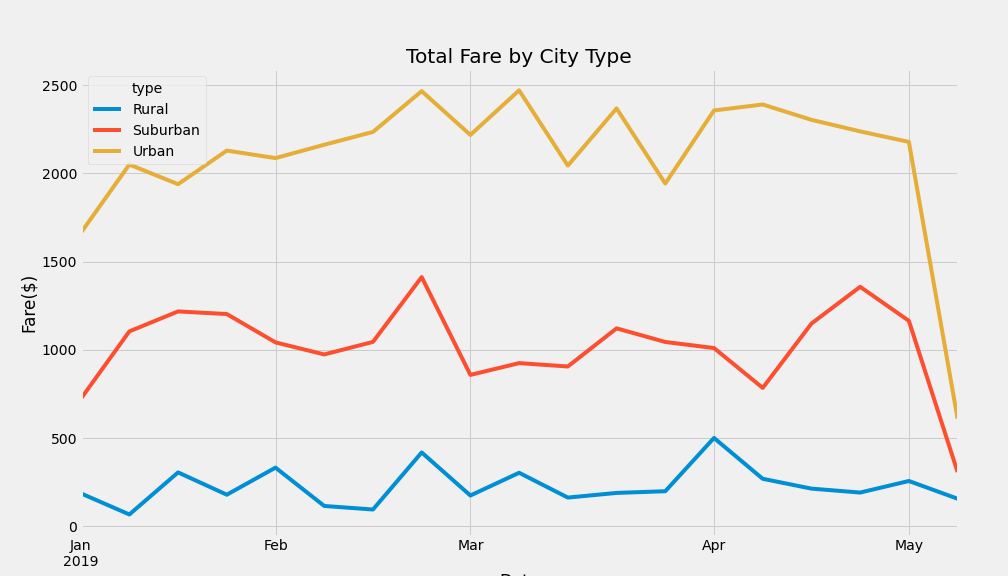 Total Fare by City Type
type
Rural
Suburban
Urban
Fare($)
2500
2000
1500
1000
500
0
Jan
2019
Feb
Mar
Apr
May